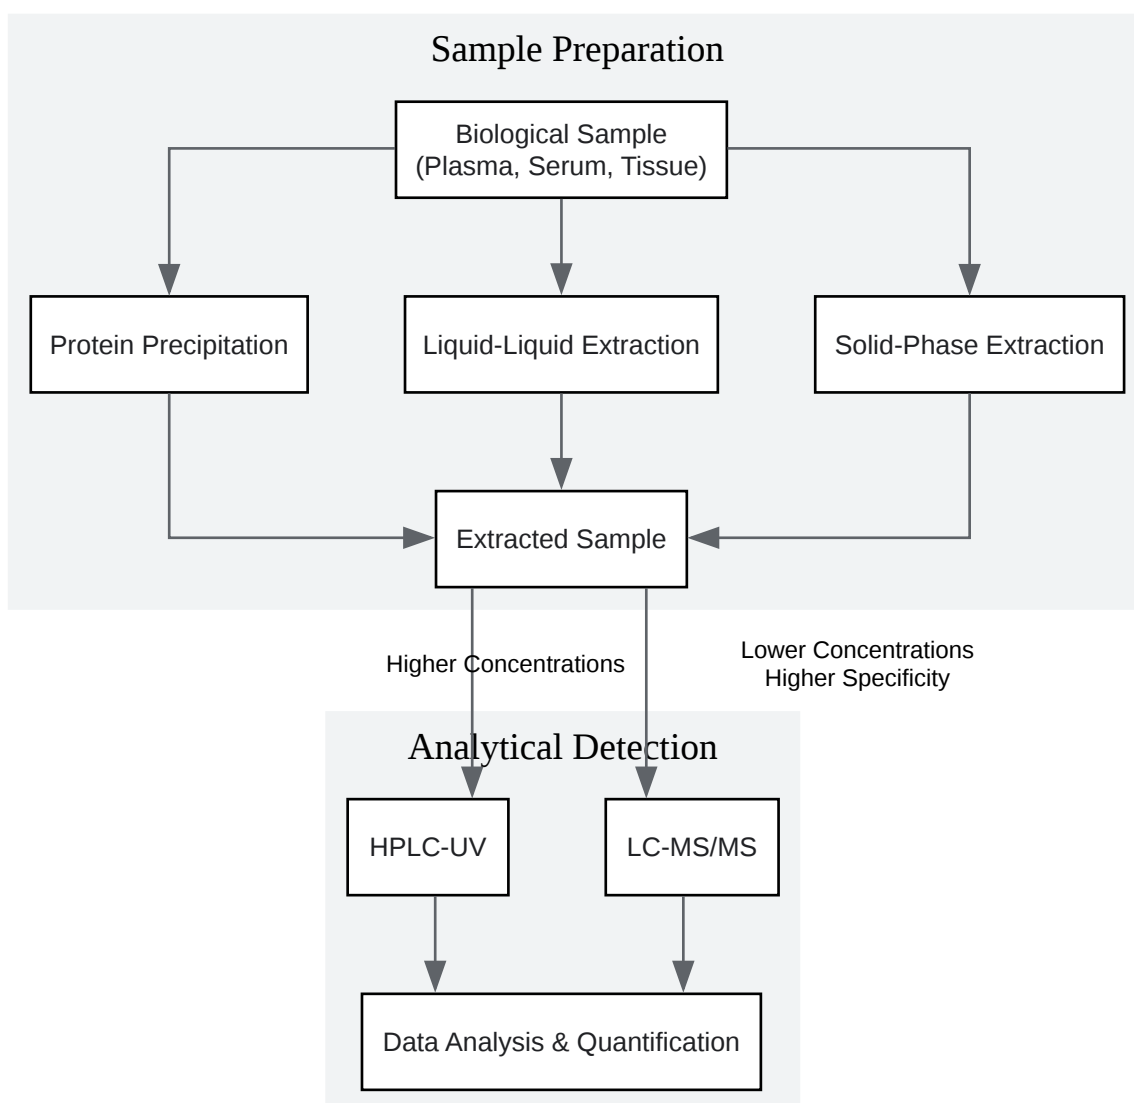 Sample Preparation
Biological Sample
(Plasma, Serum, Tissue)
Protein Precipitation
Liquid-Liquid Extraction
Solid-Phase Extraction
Extracted Sample
Higher Concentrations
Lower Concentrations
Higher Specificity
Analytical Detection
HPLC-UV
LC-MS/MS
Data Analysis & Quantification